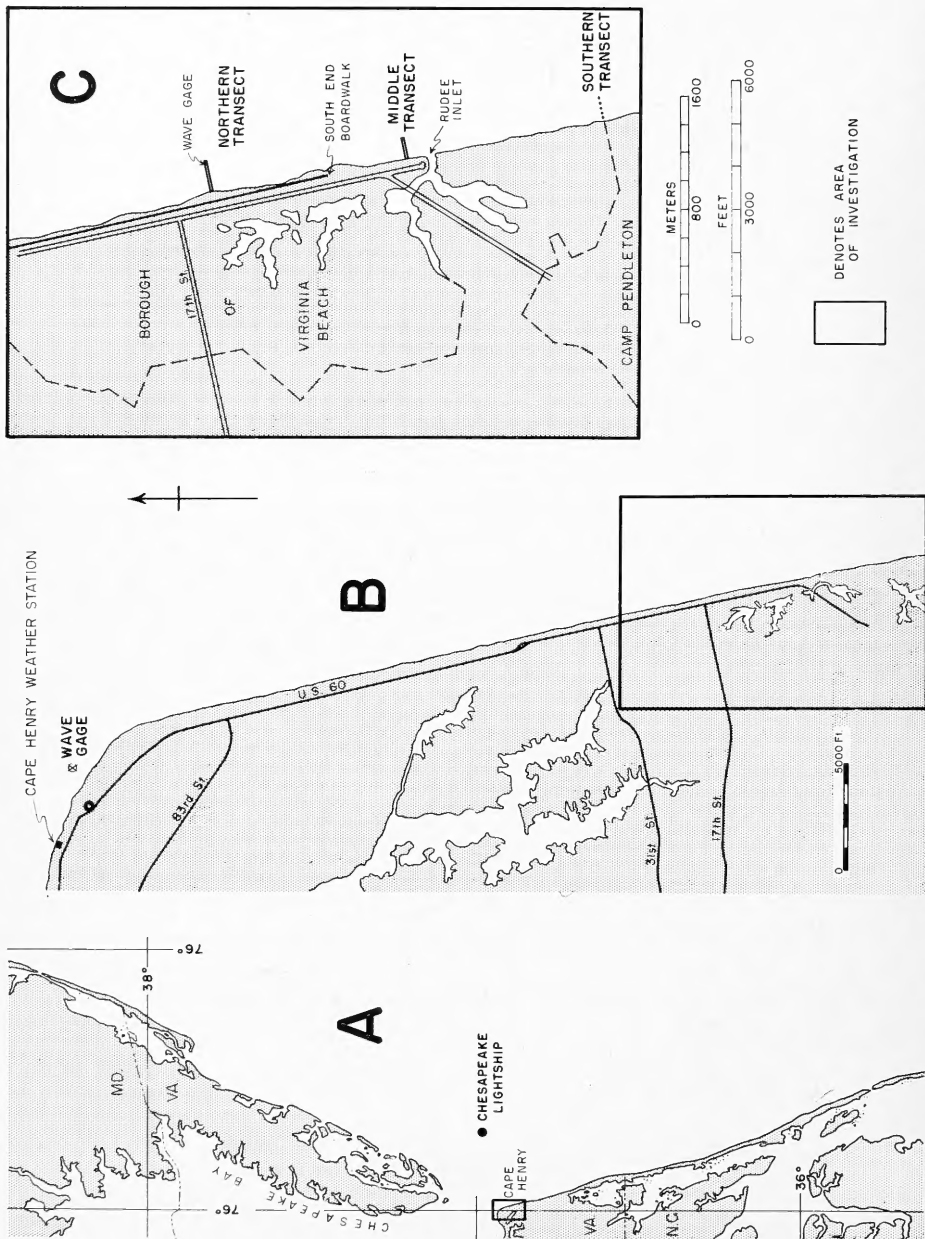 A
76°
38°
MD.
VA.
CHESAPEAKE
BAY
76°
CHESAPEAKE
LIGHTSHIP
CAPE
HENRY
VA.
N.C.
36°
B
CAPE HENRY WEATHER STATION
WAVE
GAGE
83rd St.
U.S. 60
31st St.
17th St.
0 5000 Ft.
C
WAVE GAGE
NORTHERN
TRANSECT
SOUTH END
BOARDWALK
MIDDLE
TRANSECT
RUDEE
INLET
SOUTHERN
TRANSECT
BOROUGH
17th St.
OF
VIRGINIA
BEACH
CAMP PENDLETON
METERS
0 800 1600
FEET
0 3000 6000
DENOTES AREA
OF INVESTIGATION